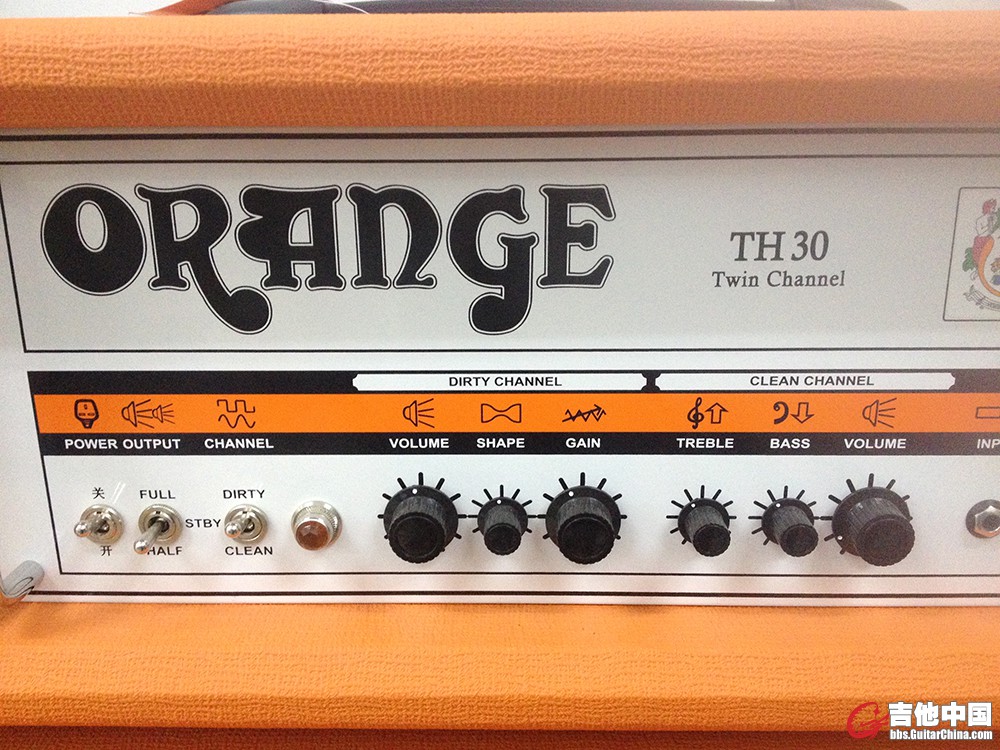 ORANGE
TH 30
Twin Channel
DIRTY CHANNEL
CLEAN CHANNEL
POWER OUTPUT CHANNEL VOLUME SHAPE GAIN TREBLE BASS VOLUME INP
关 FULL DIRTY
STBY
开 HALF CLEAN
吉他中国
bbs.GuitarChina.com